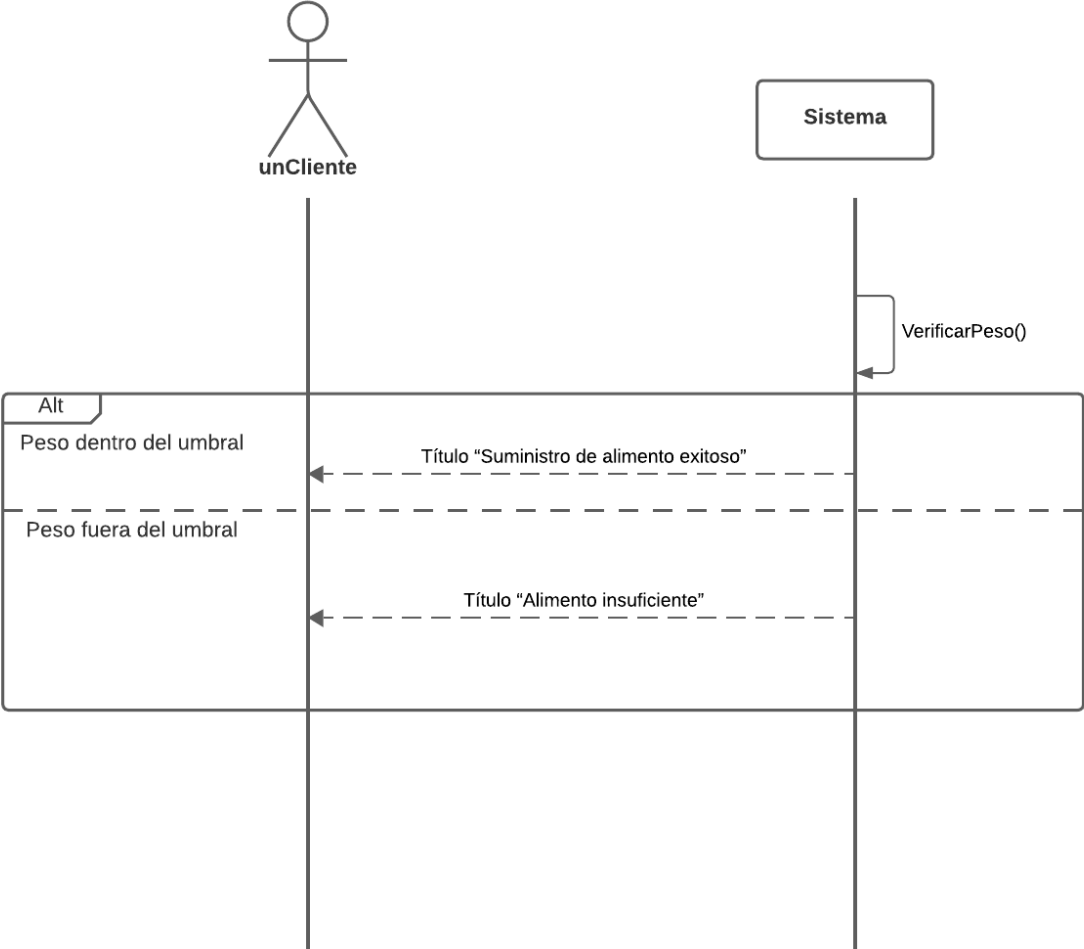 unCliente
Sistema
VerificarPeso()
Alt
Peso dentro del umbral
Título “Suministro de alimento exitoso”
Peso fuera del umbral
Título “Alimento insuficiente”